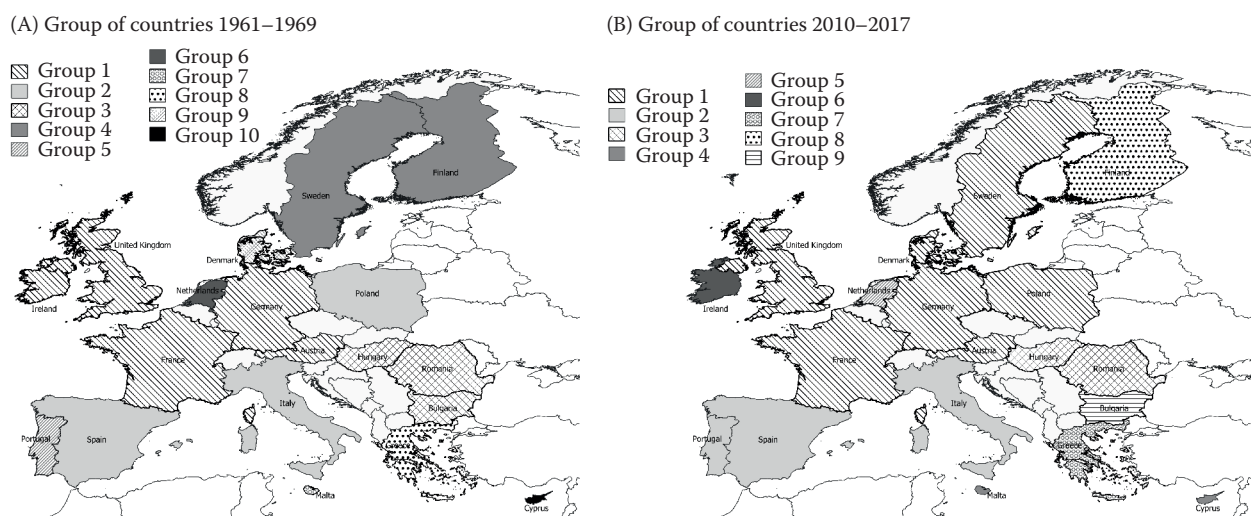 (A) Group of countries 1961–1969
Group 1
Group 2
Group 3
Group 4
Group 5
Group 6
Group 7
Group 8
Group 9
Group 10
Finland
Sweden
United Kingdom
Denmark
Netherlands
Ireland
Poland
Germany
France
Austria
Hungary
Romania
Italy
Bulgaria
Portugal
Spain
Malta
Cyprus
(B) Group of countries 2010–2017
Group 1
Group 2
Group 3
Group 4
Group 5
Group 6
Group 7
Group 8
Group 9
Finland
Sweden
United Kingdom
Denmark
Netherlands
Ireland
Poland
Germany
France
Austria
Hungary
Romania
Italy
Bulgaria
Portugal
Spain
Greece
Malta
Cyprus